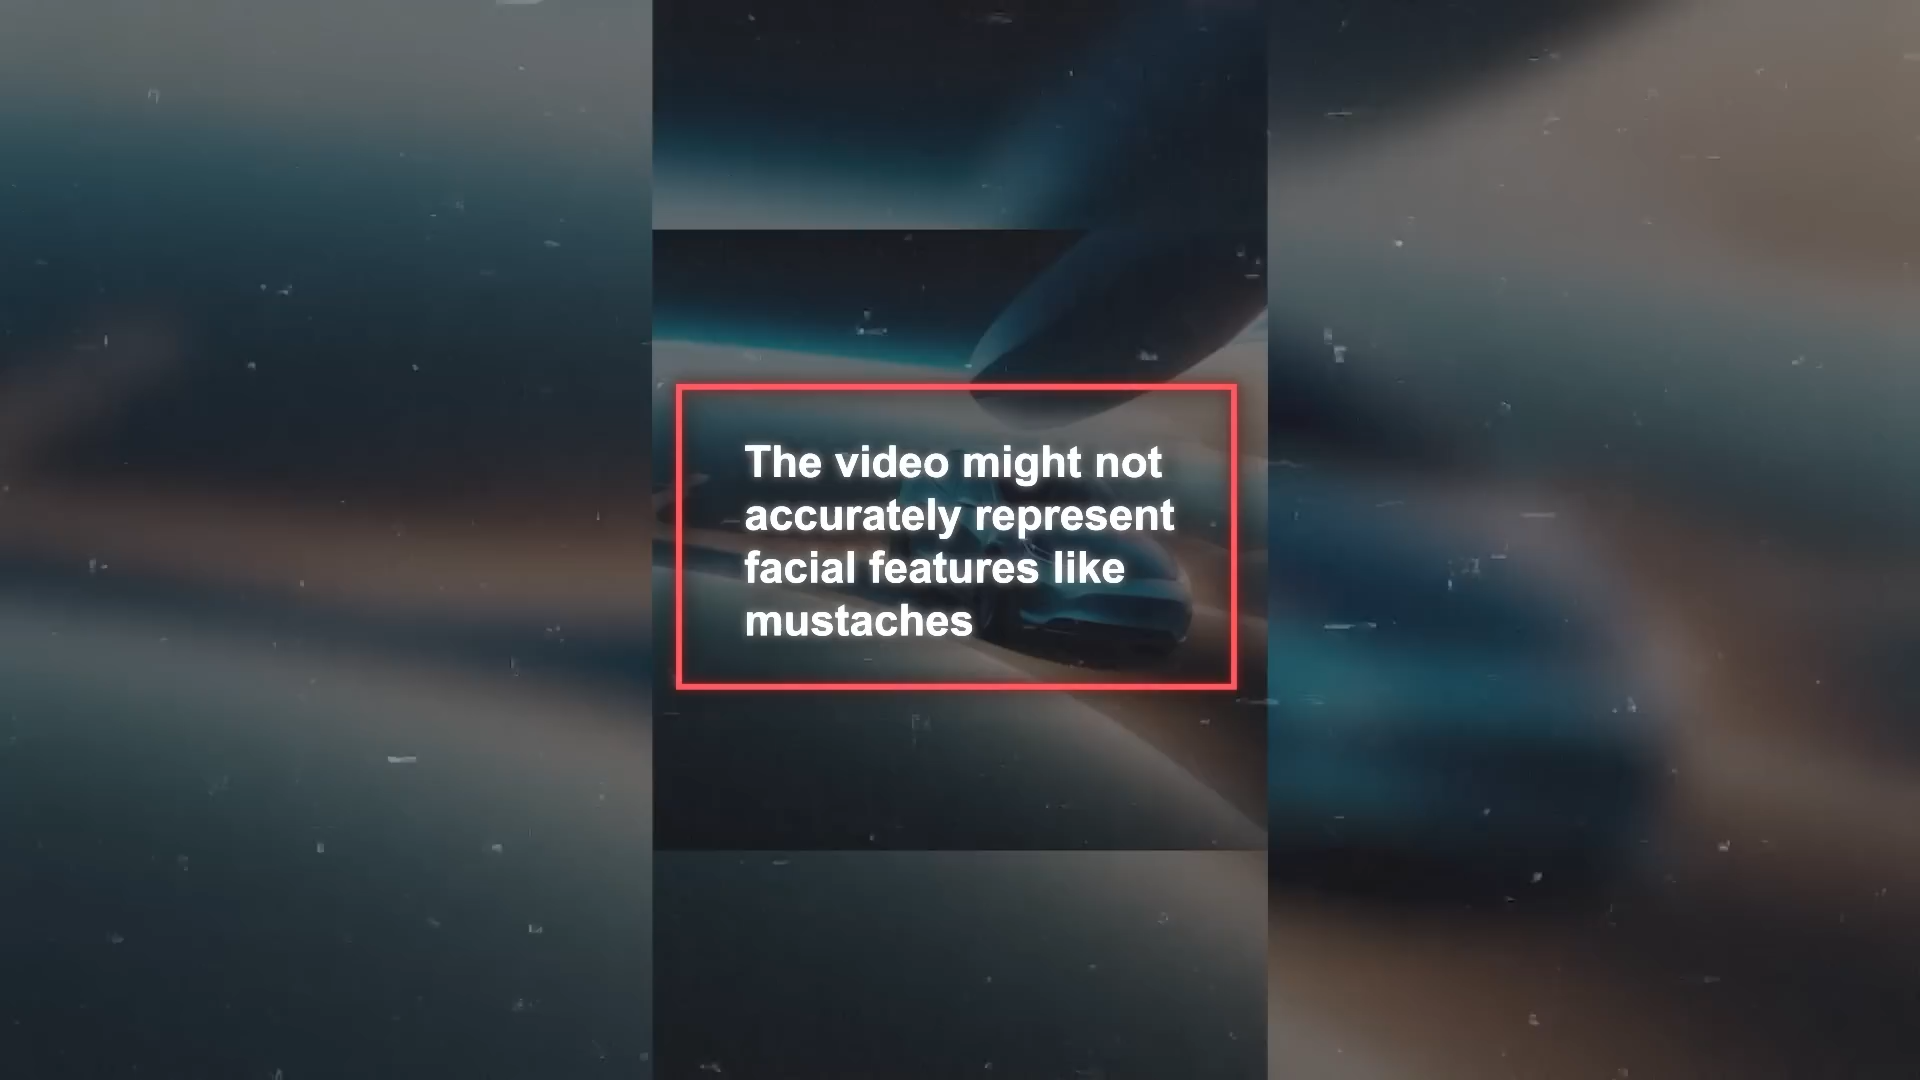 The video might not
accurately represent
facial features like
mustaches